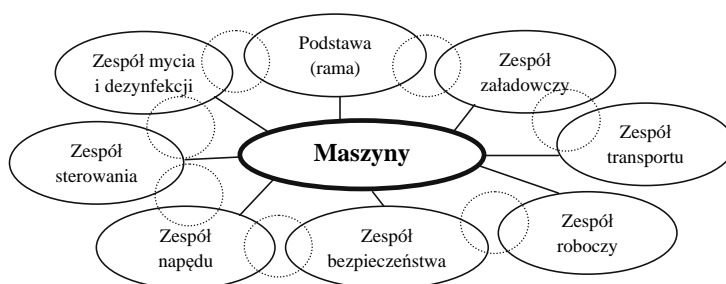 Podstawa
(rama)
Zespół mycia
i dezynfekcji
Zespół
załadowczy
Maszyny
Zespół
sterowania
Zespół
transportu
Zespół
napędu
Zespół
bezpieczeństwa
Zespół
roboczy